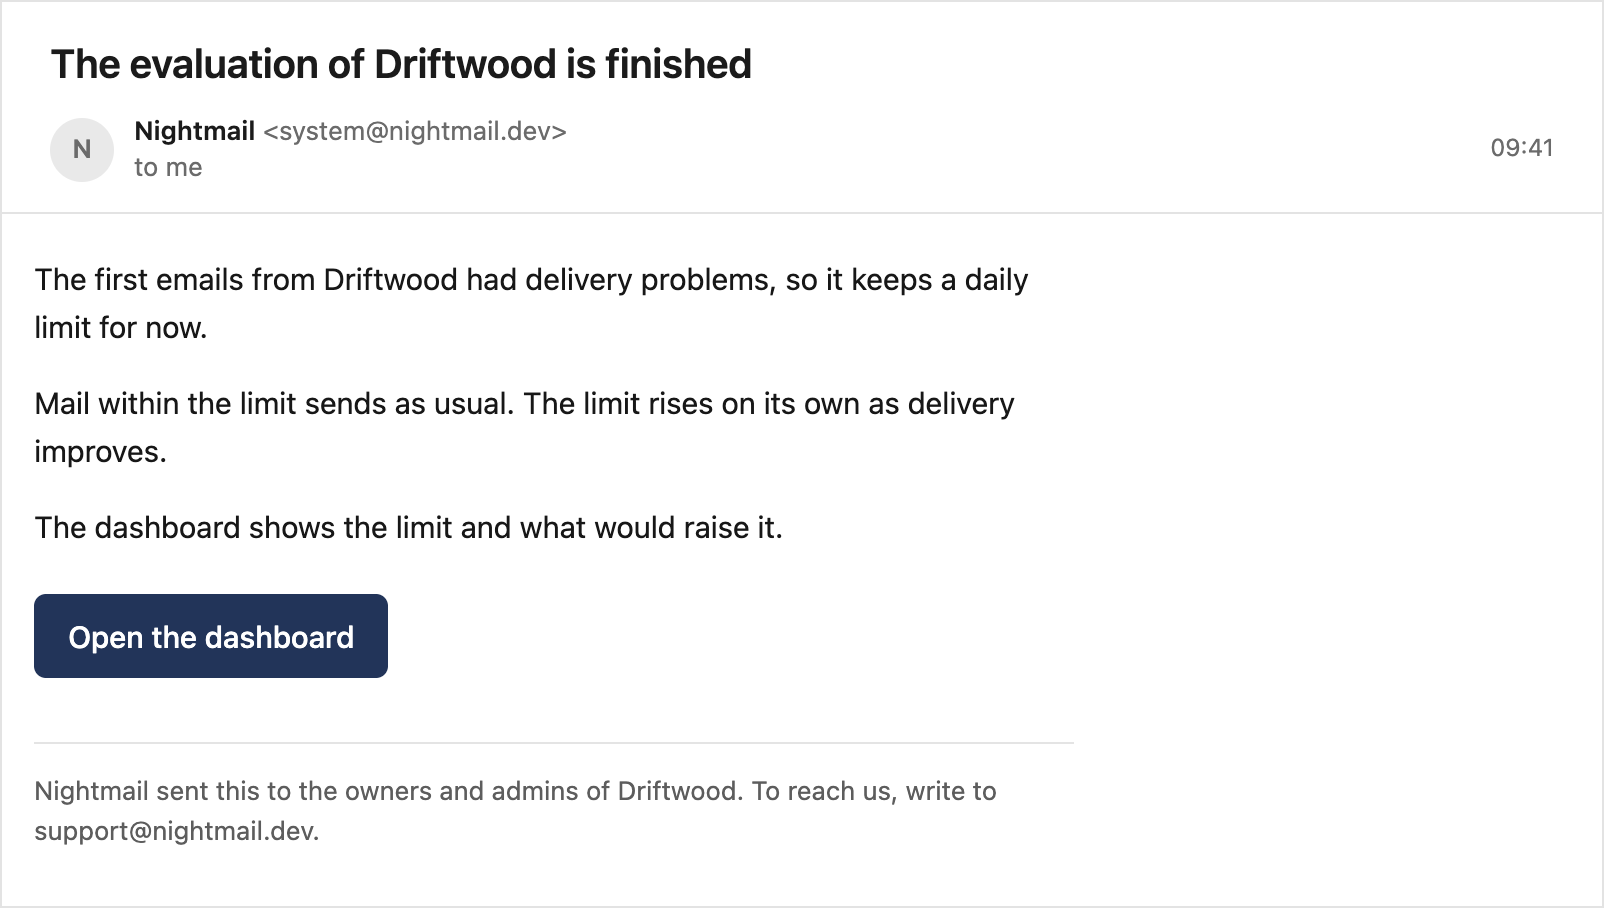 The evaluation of Driftwood is finished
N
Nightmail <system@nightmail.dev>
to me
09:41
The first emails from Driftwood had delivery problems, so it keeps a daily
limit for now.
Mail within the limit sends as usual. The limit rises on its own as delivery
improves.
The dashboard shows the limit and what would raise it.
Open the dashboard
Nightmail sent this to the owners and admins of Driftwood. To reach us, write to
support@nightmail.dev.